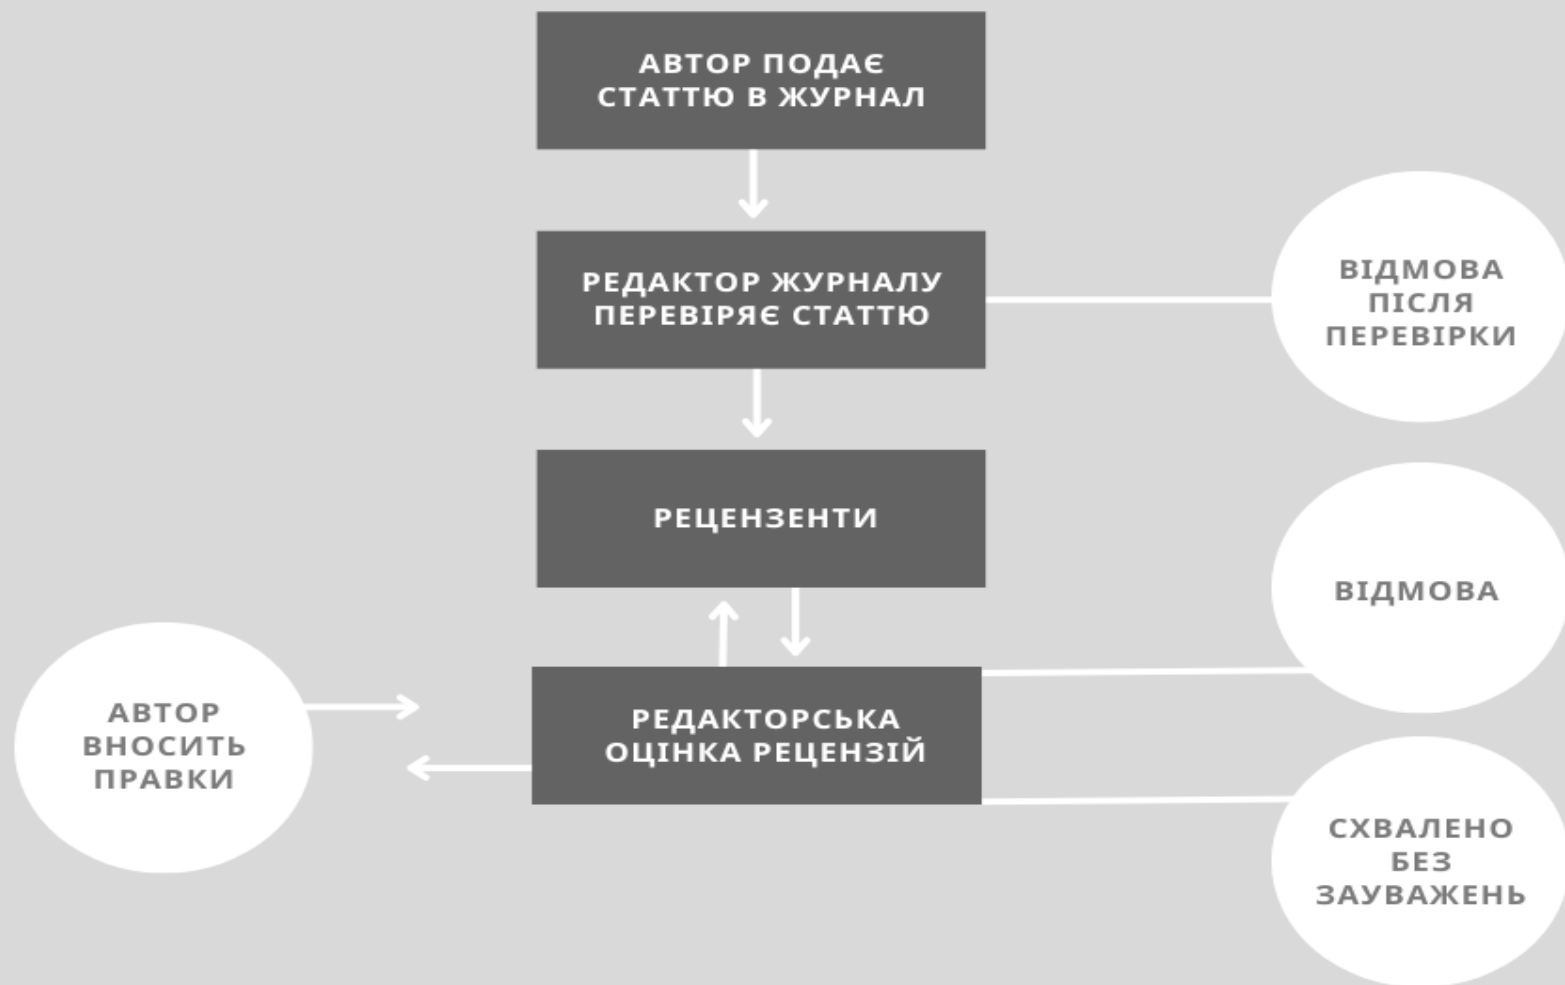 АВТОР ПОДАЄ
СТАТТЮ В ЖУРНАЛ
РЕДАКТОР ЖУРНАЛУ
ПЕРЕВІРЯЄ СТАТТЮ
ВІДМОВА
ПІСЛЯ
ПЕРЕВІРКИ
РЕЦЕНЗЕНТИ
ВІДМОВА
АВТОР
ВНОСИТЬ
ПРАВКИ
РЕДАКТОРСЬКА
ОЦІНКА РЕЦЕНЗІЙ
СХВАЛЕНО
БЕЗ
ЗАУВАЖЕНЬ